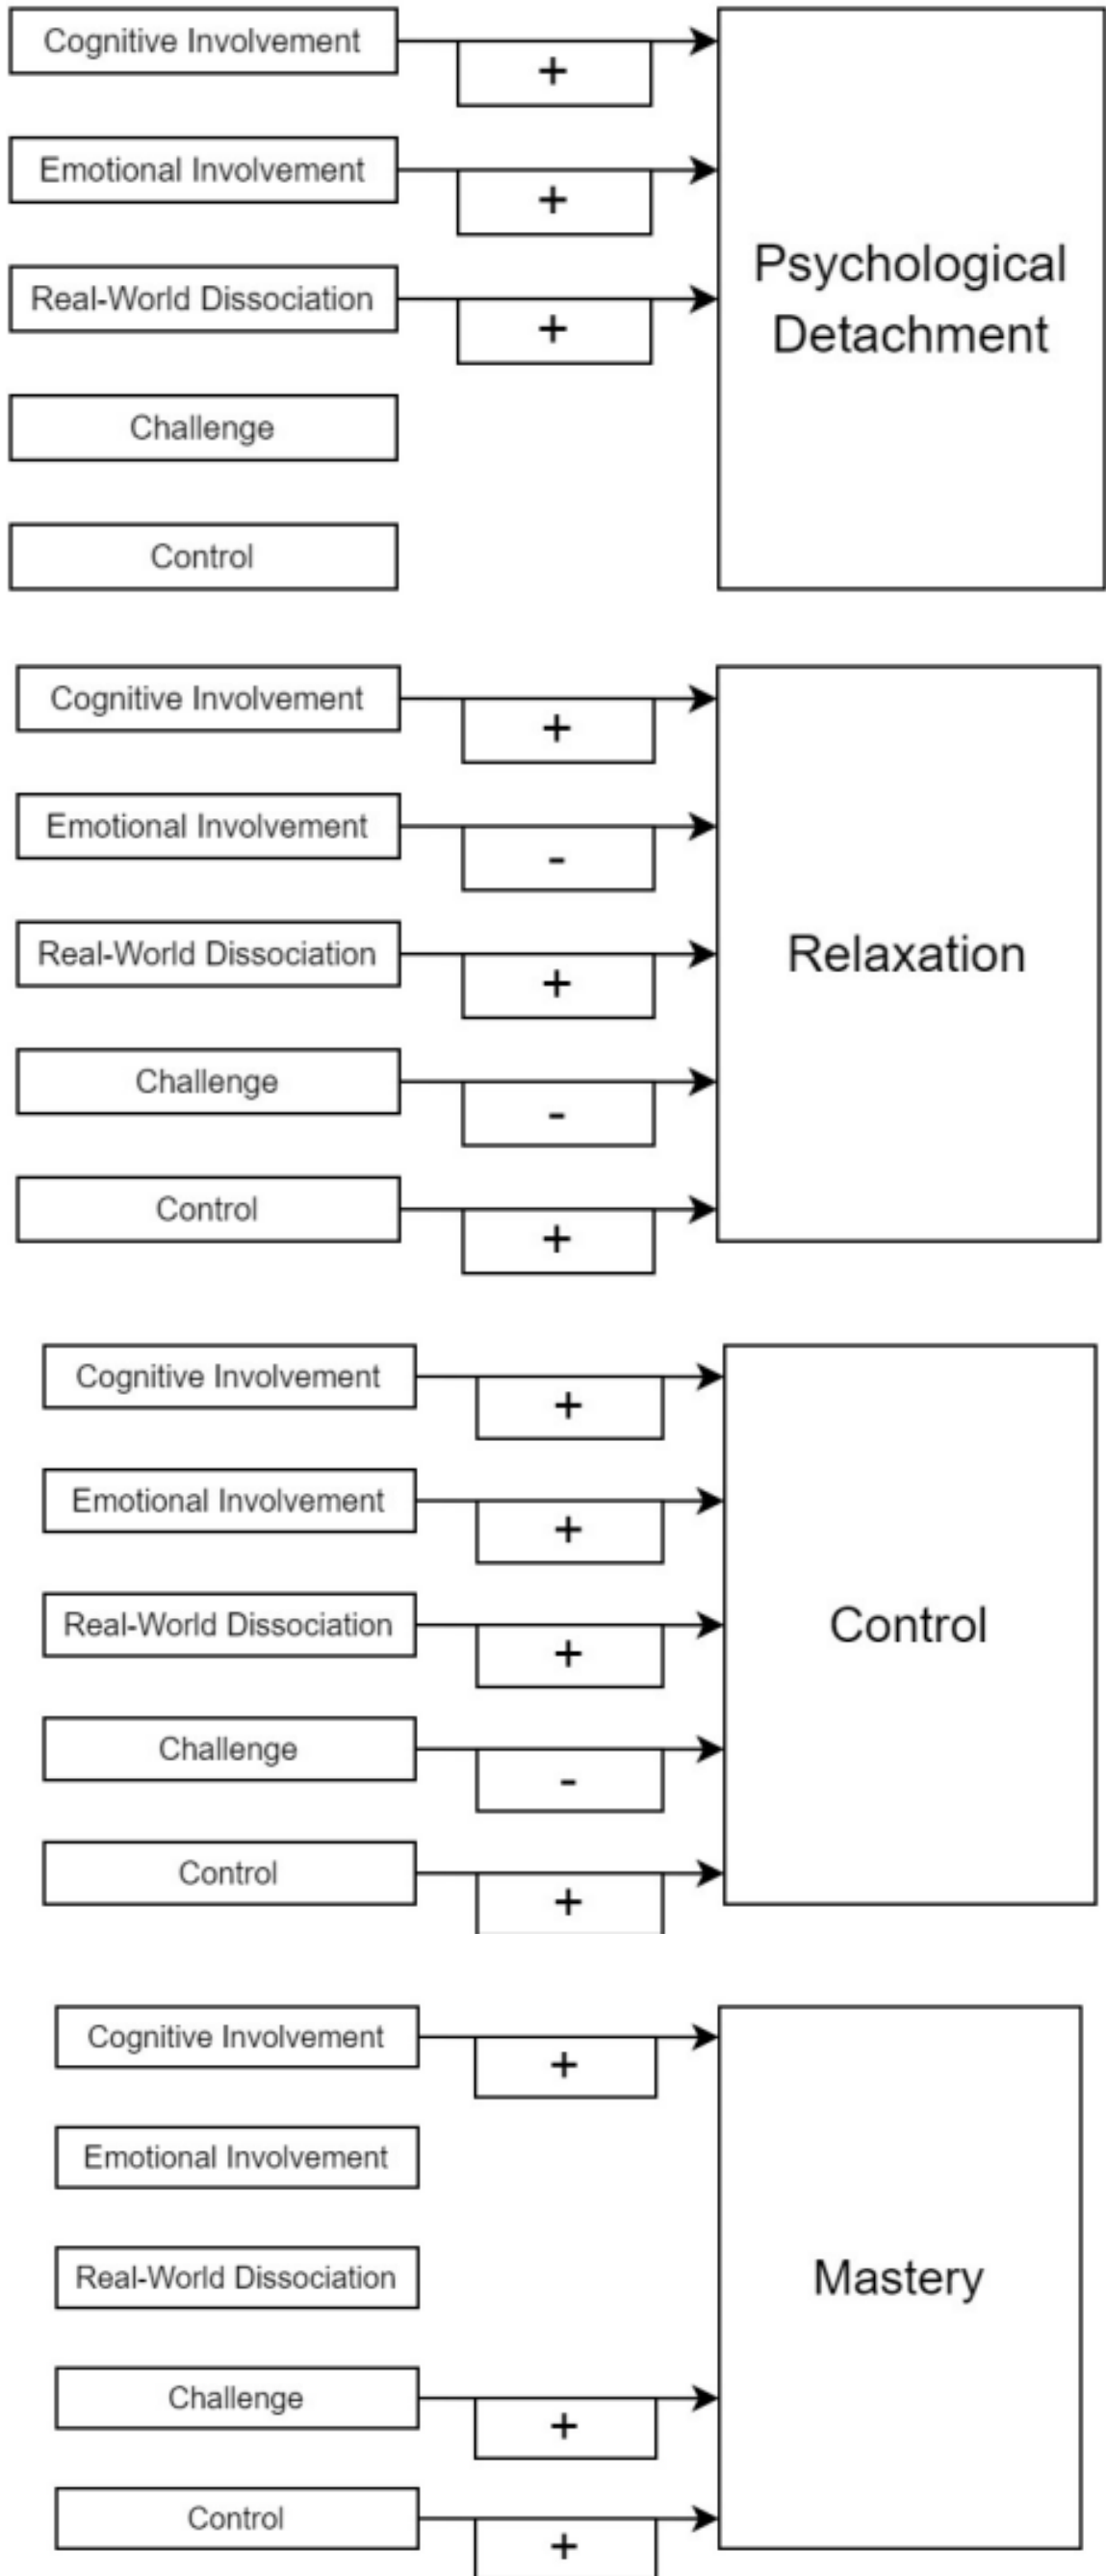 Cognitive Involvement
+
Emotional Involvement
+
Real-World Dissociation
+
Challenge
Control
Psychological
Detachment
Cognitive Involvement
+
Emotional Involvement
-
Real-World Dissociation
+
Challenge
-
Control
+
Relaxation
Cognitive Involvement
+
Emotional Involvement
+
Real-World Dissociation
+
Challenge
-
Control
+
Control
Cognitive Involvement
+
Emotional Involvement
Real-World Dissociation
Challenge
+
Control
+
Mastery